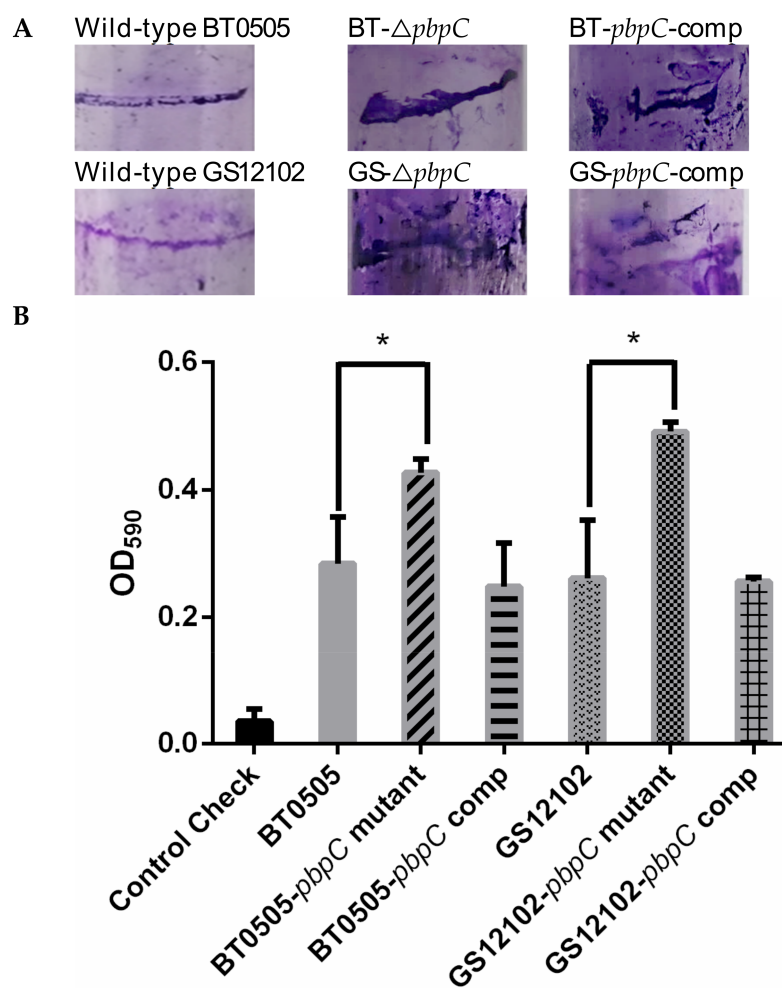 A
Wild-type BT0505
BT-△pbpC
BT-pbpC-comp
Wild-type GS12102
GS-△pbpC
GS-pbpC-comp
B
*
*
0.6
0.4
0.2
0.0
OD590
Control Check
BT0505
BT0505-pbpC mutant
BT0505-pbpC comp
GS12102
GS12102-pbpC mutant
GS12102-pbpC comp